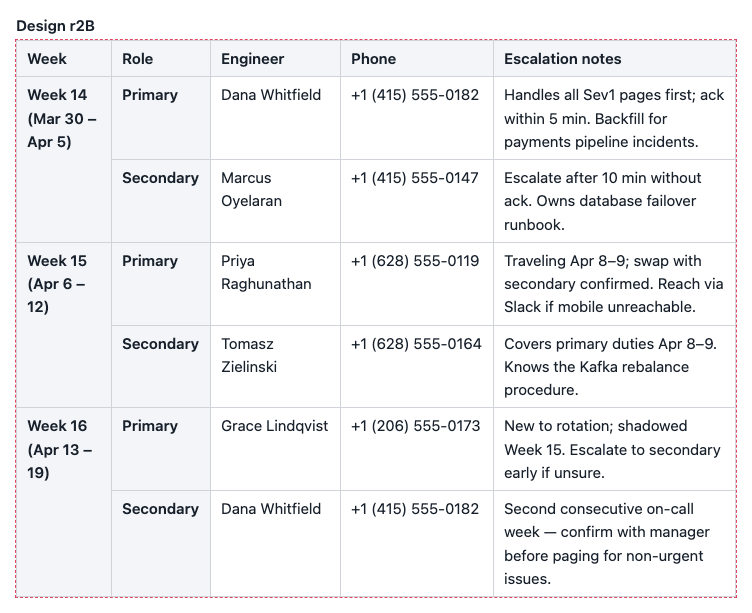 Design r2B
Week
Role
Engineer
Phone
Escalation notes
Week 14
(Mar 30 –
Apr 5)
Primary
Dana Whitfield
+1 (415) 555-0182
Handles all Sev1 pages first; ack
within 5 min. Backfill for
payments pipeline incidents.
Secondary
Marcus
Oyelaran
+1 (415) 555-0147
Escalate after 10 min without
ack. Owns database failover
runbook.
Week 15
(Apr 6 –
12)
Primary
Priya
Raghunathan
+1 (628) 555-0119
Traveling Apr 8–9; swap with
secondary confirmed. Reach via
Slack if mobile unreachable.
Secondary
Tomasz
Zielinski
+1 (628) 555-0164
Covers primary duties Apr 8–9.
Knows the Kafka rebalance
procedure.
Week 16
(Apr 13 –
19)
Primary
Grace Lindqvist
+1 (206) 555-0173
New to rotation; shadowed
Week 15. Escalate to secondary
early if unsure.
Secondary
Dana Whitfield
+1 (415) 555-0182
Second consecutive on-call
week — confirm with manager
before paging for non-urgent
issues.